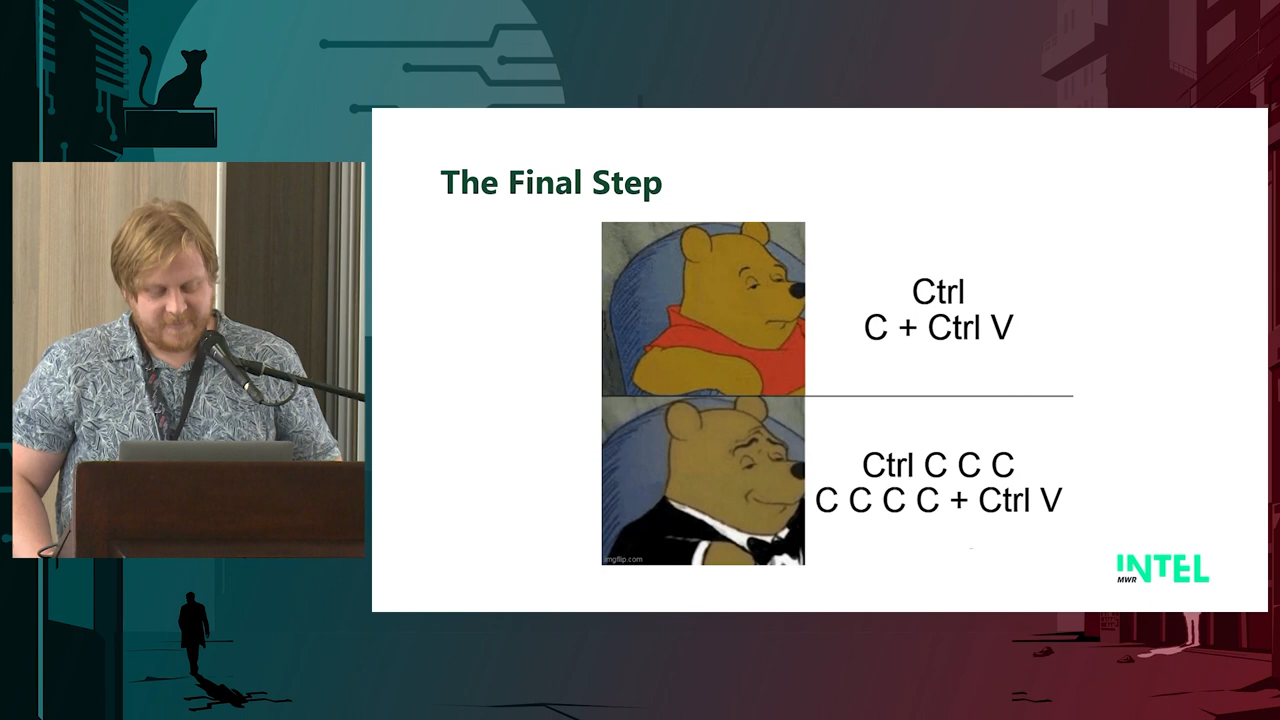 The Final Step
Ctrl
C + Ctrl V
Ctrl C C C
C C C C + Ctrl V
imgflip.com
INTEL
MWR